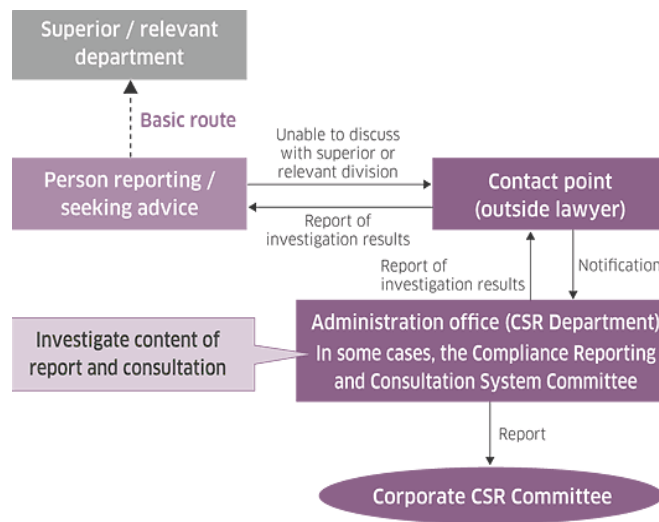 Superior / relevant
department
Basic route
Unable to discuss
with superior or
relevant division
Person reporting /
seeking advice
Contact point
(outside lawyer)
Report of
investigation results
Report of
investigation results
Notification
Administration office (CSR Department)
In some cases, the Compliance Reporting
and Consultation System Committee
Investigate content of
report and consultation
Report
Corporate CSR Committee